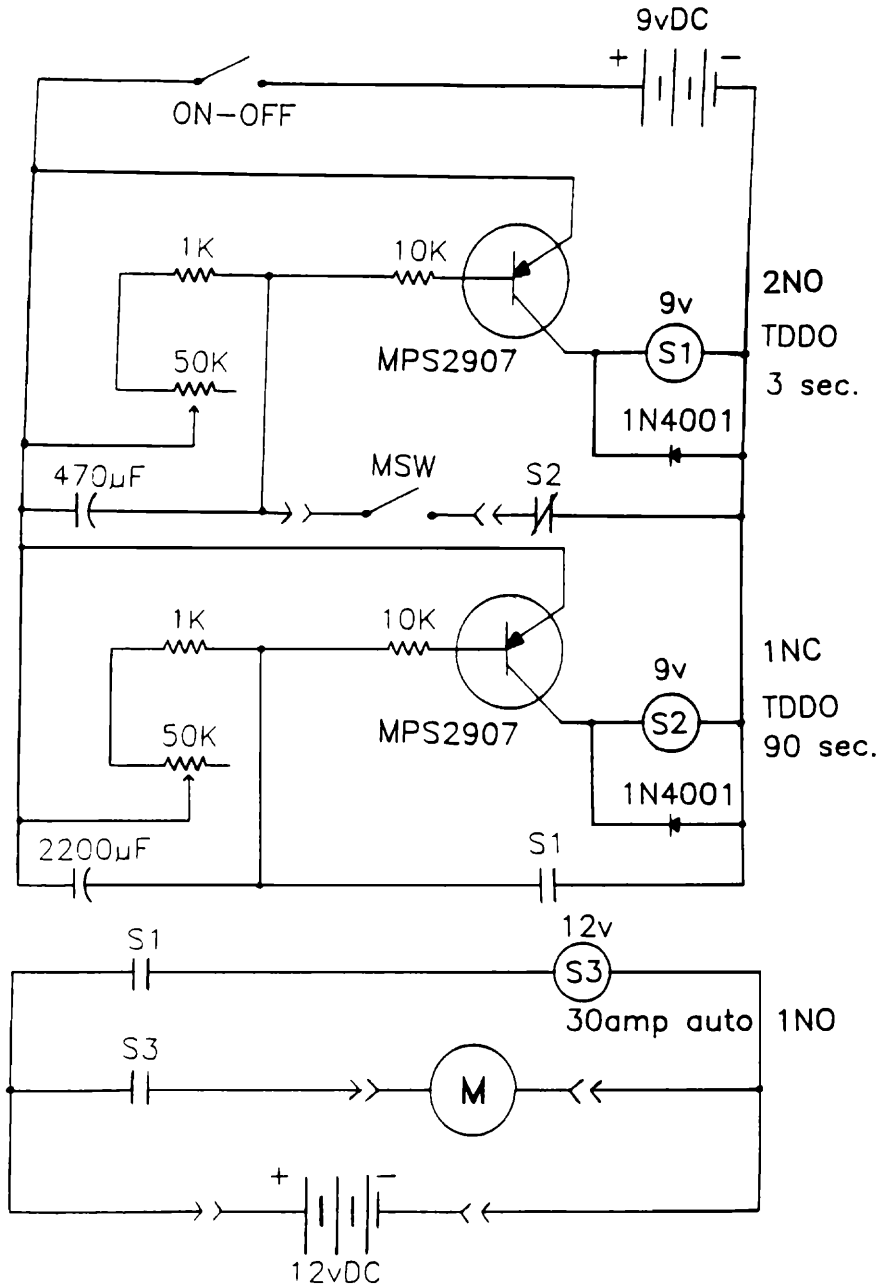 9vDC
+ −
ON-OFF
1K
10K
2NO
9v
S1
TDDO
50K
MPS2907
3 sec.
1N4001
470µF
MSW
S2
1K
10K
1NC
9v
S2
TDDO
50K
MPS2907
90 sec.
1N4001
2200µF
S1
S1
12v
S3
30amp auto 1NO
S3
M
+ −
12vDC